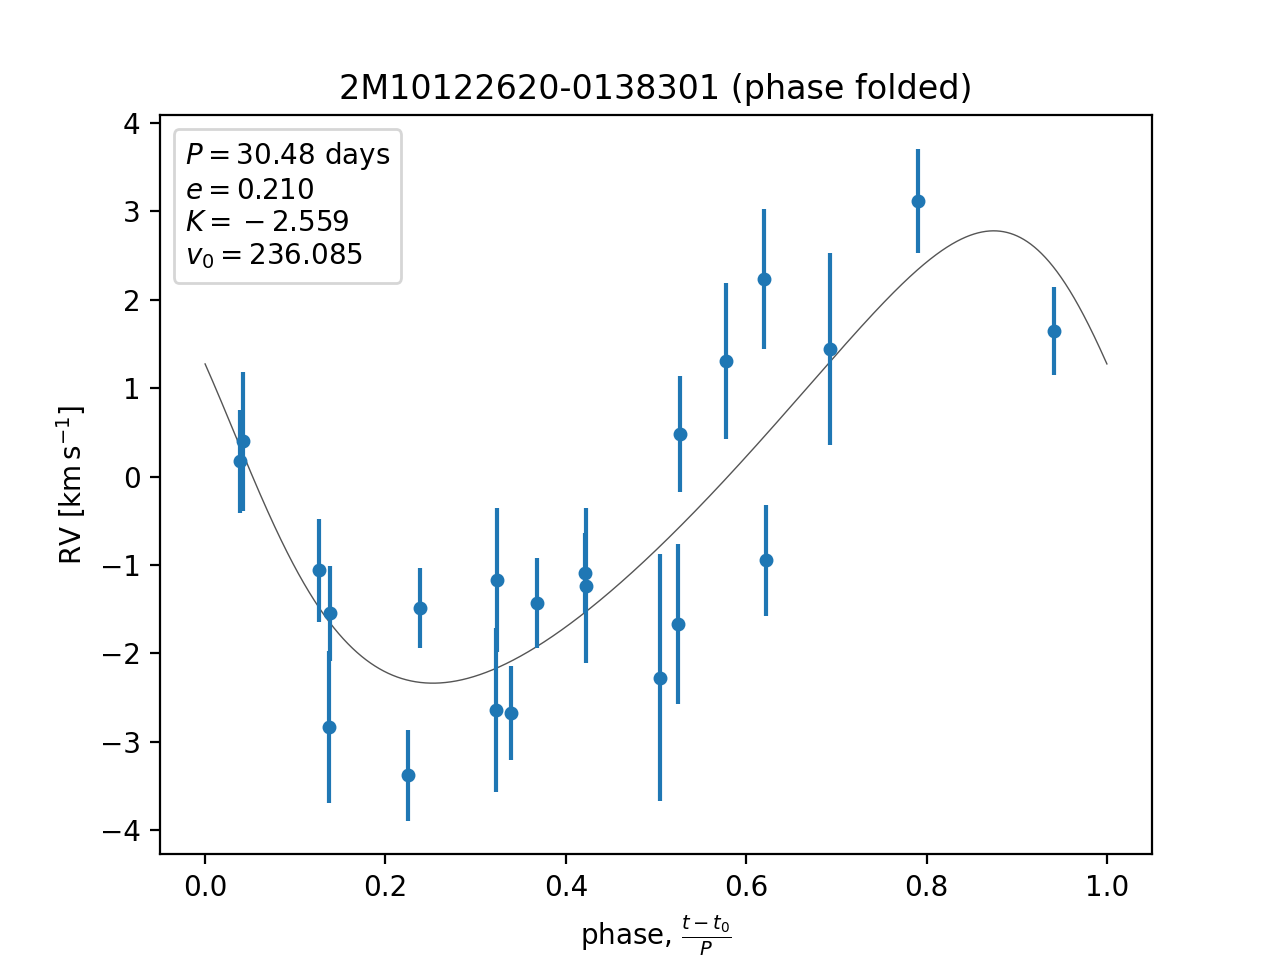 2M10122620-0138301 (phase folded)
P = 30.48 days
e = 0.210
K = −2.559
v₀ = 236.085
RV [km s⁻¹]
4
3
2
1
0
−1
−2
−3
−4
0.0 0.2 0.4 0.6 0.8 1.0
phase, (t − t₀)/P